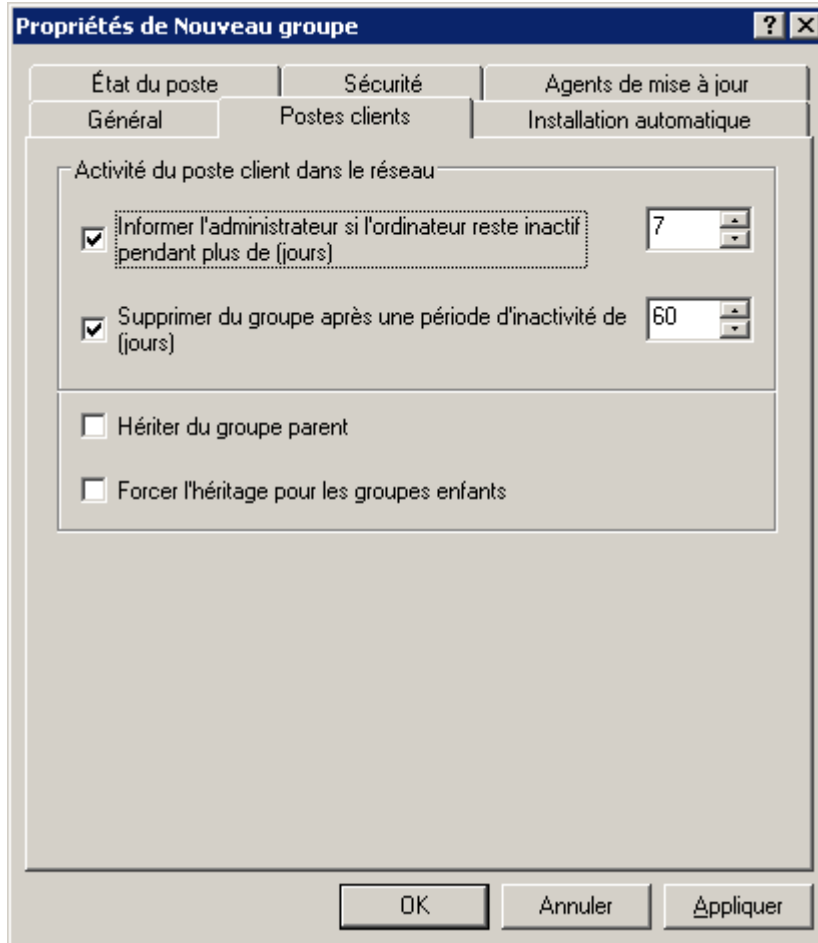 Propriétés de Nouveau groupe
État du poste
Sécurité
Agents de mise à jour
Général
Postes clients
Installation automatique
Activité du poste client dans le réseau
Informer l'administrateur si l'ordinateur reste inactif
pendant plus de (jours)
7
Supprimer du groupe après une période d'inactivité de
(jours)
60
Hériter du groupe parent
Forcer l'héritage pour les groupes enfants
OK
Annuler
Appliquer